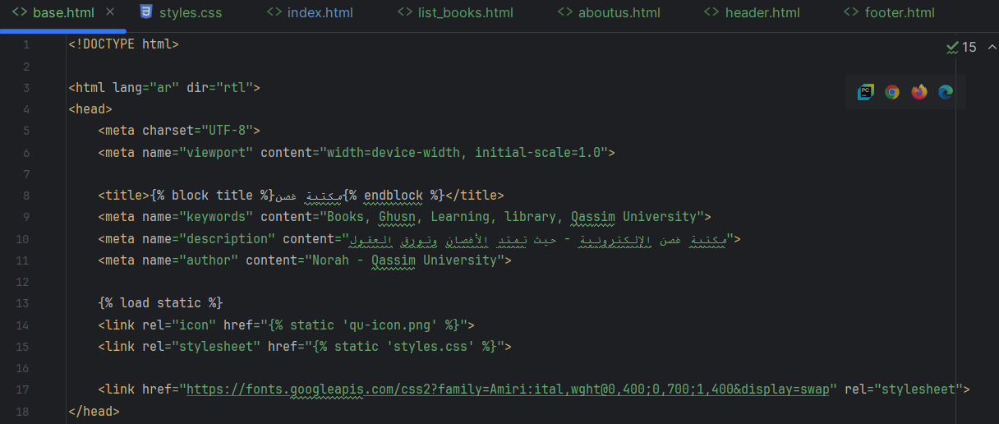 base.html styles.css index.html list_books.html aboutus.html header.html footer.html
15
1 <!DOCTYPE html>
2
3 <html lang="ar" dir="rtl">
4 <head>
5 <meta charset="UTF-8">
6 <meta name="viewport" content="width=device-width, initial-scale=1.0">
7
8 <title>{% block title %}مكتبة غصن{% endblock %}</title>
9 <meta name="keywords" content="Books, Ghusn, Learning, library, Qassim University">
10 <meta name="description" content="مكتبة غصن الإلكترونية - حيث تمتد الأغصان وتورق العقول">
11 <meta name="author" content="Norah - Qassim University">
12
13 {% load static %}
14 <link rel="icon" href="{% static 'qu-icon.png' %}">
15 <link rel="stylesheet" href="{% static 'styles.css' %}">
16
17 <link href="https://fonts.googleapis.com/css2?family=Amiri:ital,wght@0,400;0,700;1,400&display=swap" rel="stylesheet">
18 </head>